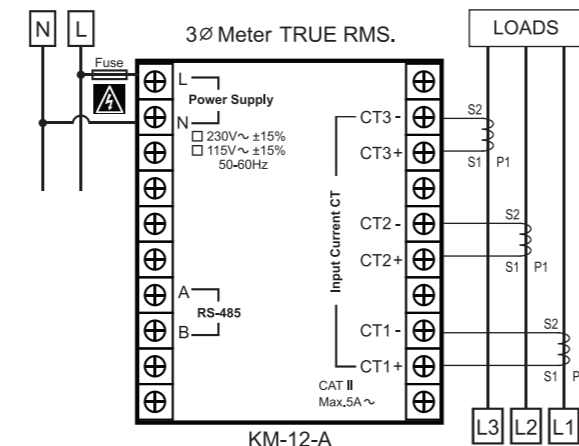 N L
3Ø Meter TRUE RMS.
LOADS
Fuse
L
Power Supply
N
□ 230V~ ±15%
□ 115V~ ±15%
50-60Hz
A
RS-485
B
Input Current CT
CT3 -
CT3+
CT2 -
CT2+
CT1 -
CT1+
CAT II
Max.5A~
S2
S1 P1
S2
S1 P1
S2
S1 P
L3 L2 L1
KM-12-A